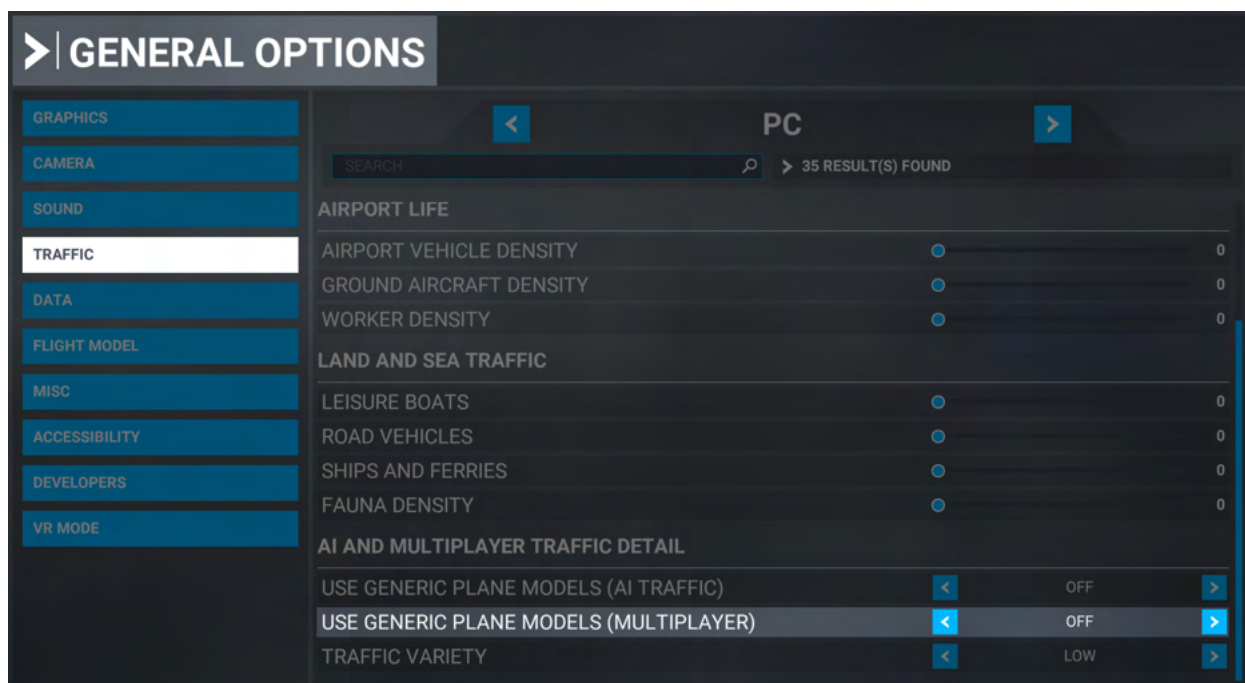 GENERAL OPTIONS
GRAPHICS
CAMERA
SOUND
TRAFFIC
DATA
FLIGHT MODEL
MISC
ACCESSIBILITY
DEVELOPERS
VR MODE
PC
SEARCH
35 RESULT(S) FOUND
AIRPORT LIFE
AIRPORT VEHICLE DENSITY 0
GROUND AIRCRAFT DENSITY 0
WORKER DENSITY 0
LAND AND SEA TRAFFIC
LEISURE BOATS 0
ROAD VEHICLES 0
SHIPS AND FERRIES 0
FAUNA DENSITY 0
AI AND MULTIPLAYER TRAFFIC DETAIL
USE GENERIC PLANE MODELS (AI TRAFFIC) OFF
USE GENERIC PLANE MODELS (MULTIPLAYER) OFF
TRAFFIC VARIETY LOW